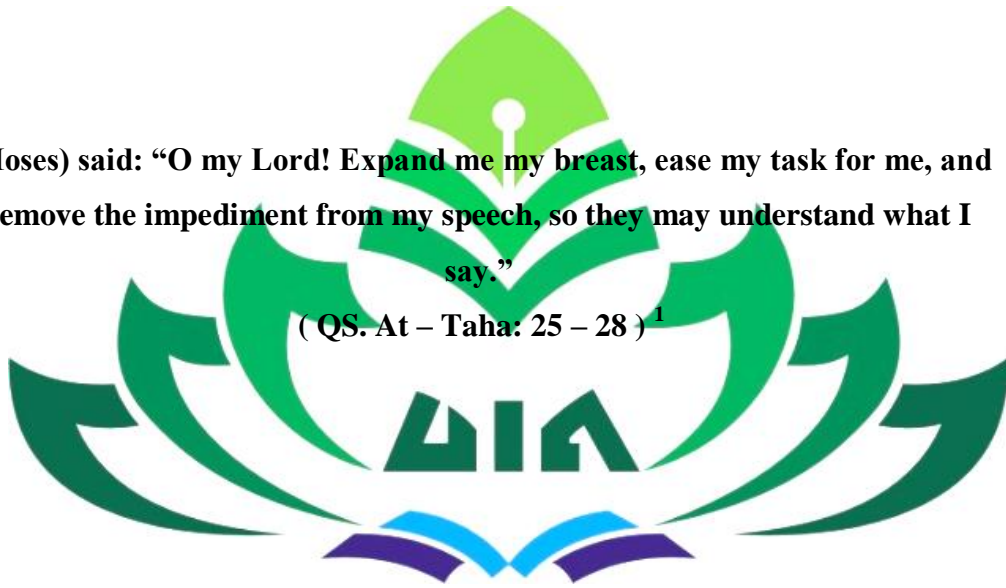 Moses) said: “O my Lord! Expand me my breast, ease my task for me, and
emove the impediment from my speech, so they may understand what I
say.”
( QS. At – Taha: 25 – 28 ) 1
UIN